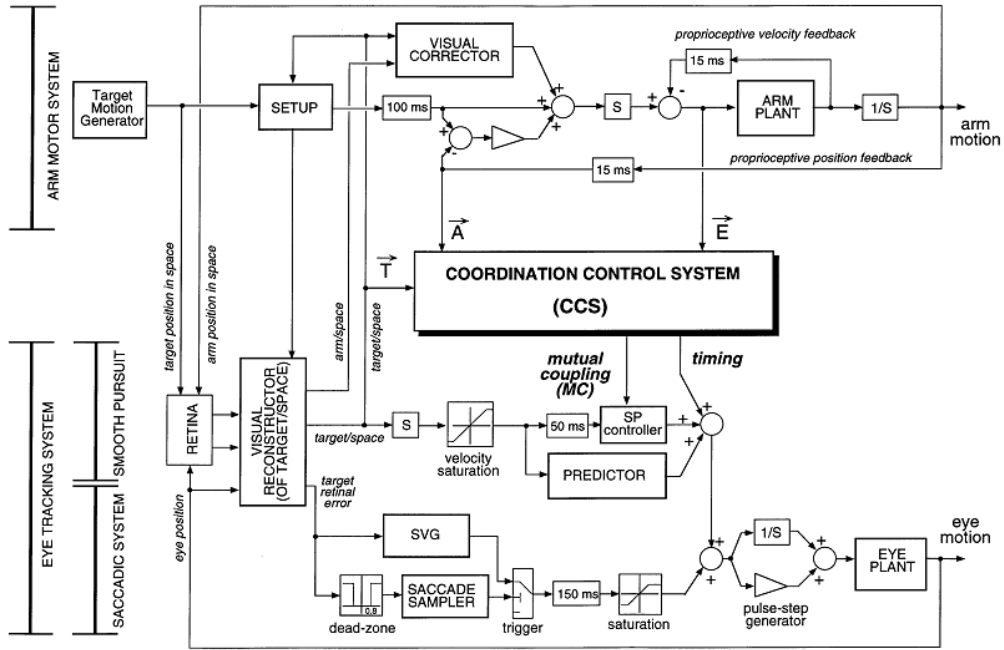 ARM MOTOR SYSTEM
Target
Motion
Generator
SETUP
VISUAL
CORRECTOR
100 ms
+
-
+
+
+
S
+
-
proprioceptive velocity feedback
15 ms
ARM
PLANT
1/S
arm
motion
proprioceptive position feedback
15 ms
A
E
T
COORDINATION CONTROL SYSTEM
(CCS)
target position in space
arm position in space
arm/space
target/space
mutual
coupling
(MC)
timing
EYE TRACKING SYSTEM
SMOOTH PURSUIT
SACCADIC SYSTEM
RETINA
VISUAL
RECONSTRUCTOR
(OF TARGET/SPACE)
target/space
S
velocity
saturation
50 ms
SP
controller
PREDICTOR
+
+
+
eye position
target
retinal
error
SVG
0,8
dead-zone
SACCADE
SAMPLER
trigger
150 ms
saturation
+
+
1/S
pulse-step
generator
+
+
EYE
PLANT
eye
motion